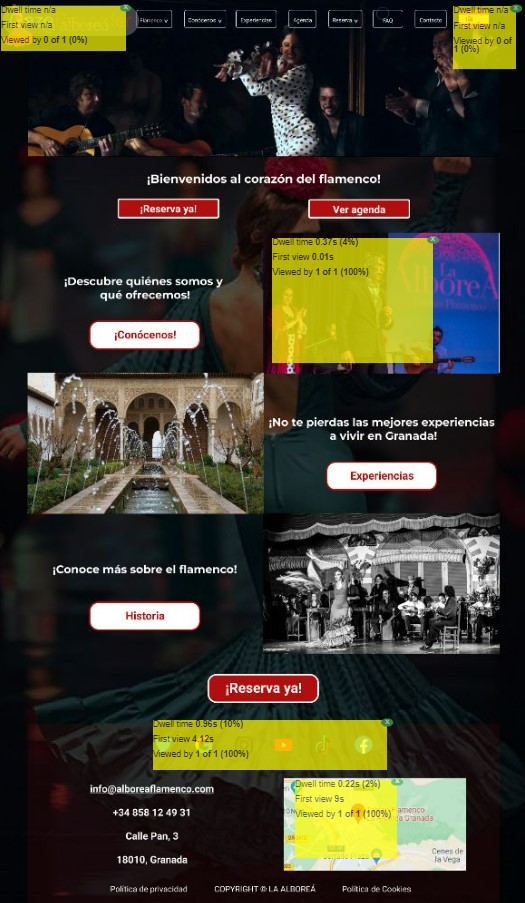 Dwell time n/a
First view n/a
Viewed by 0 of 1 (0%)
Flamenco
Conócenos
Experiencias
Agenda
Reserva
FAQ
Contacto
Dwell time n/a
First view n/a
Viewed by 0 of
1 (0%)
¡Bienvenidos al corazón del flamenco!
¡Reserva ya!
Ver agenda
Dwell time 0.37s (4%)
First view 0.01s
Viewed by 1 of 1 (100%)
La
AlboreÁ
¡Descubre quiénes somos y
qué ofrecemos!
¡Conócenos!
¡No te pierdas las mejores experiencias
a vivir en Granada!
Experiencias
¡Conoce más sobre el flamenco!
Historia
¡Reserva ya!
Dwell time 0.96s (10%)
First view 4.12s
Viewed by 1 of 1 (100%)
info@alboreaflamenco.com
+34 858 12 49 31
Calle Pan, 3
18010, Granada
Dwell time 0.22s (2%)
First view 9s
Viewed by 1 of 1 (100%)
Cenes de
la Vega
Política de privacidad
COPYRIGHT © LA ALBOREÁ
Política de Cookies